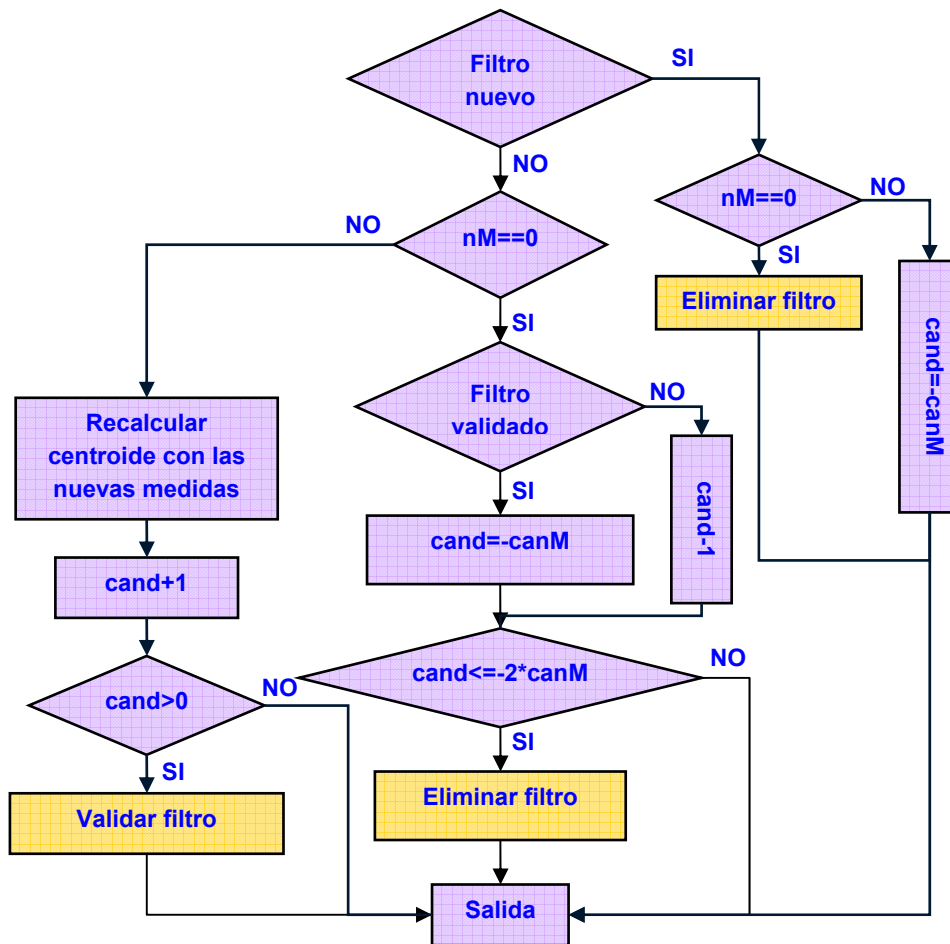 Filtro
nuevo
SI
NO
nM==0
NO
SI
Eliminar filtro
cand=-canM
nM==0
NO
SI
Filtro
validado
NO
cand-1
SI
cand=-canM
Recalcular
centroide con las
nuevas medidas
cand+1
cand>0
NO
SI
Validar filtro
cand<=-2*canM
NO
SI
Eliminar filtro
Salida